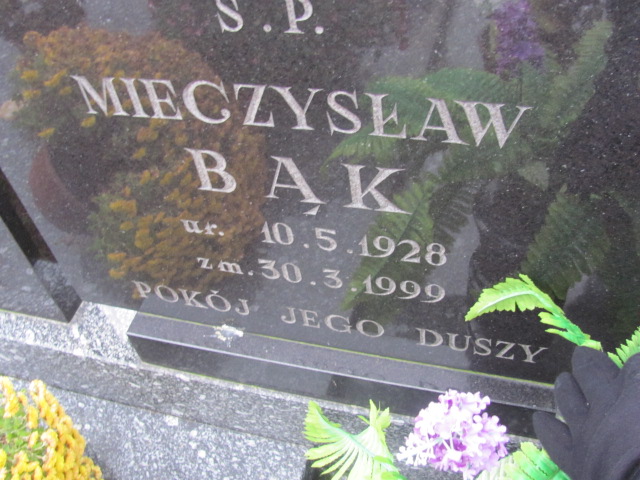 Ś.P.
MIECZYSŁAW
BĄK
ur. 10.5.1928
zm. 30.3.1999
POKÓJ JEGO DUSZY